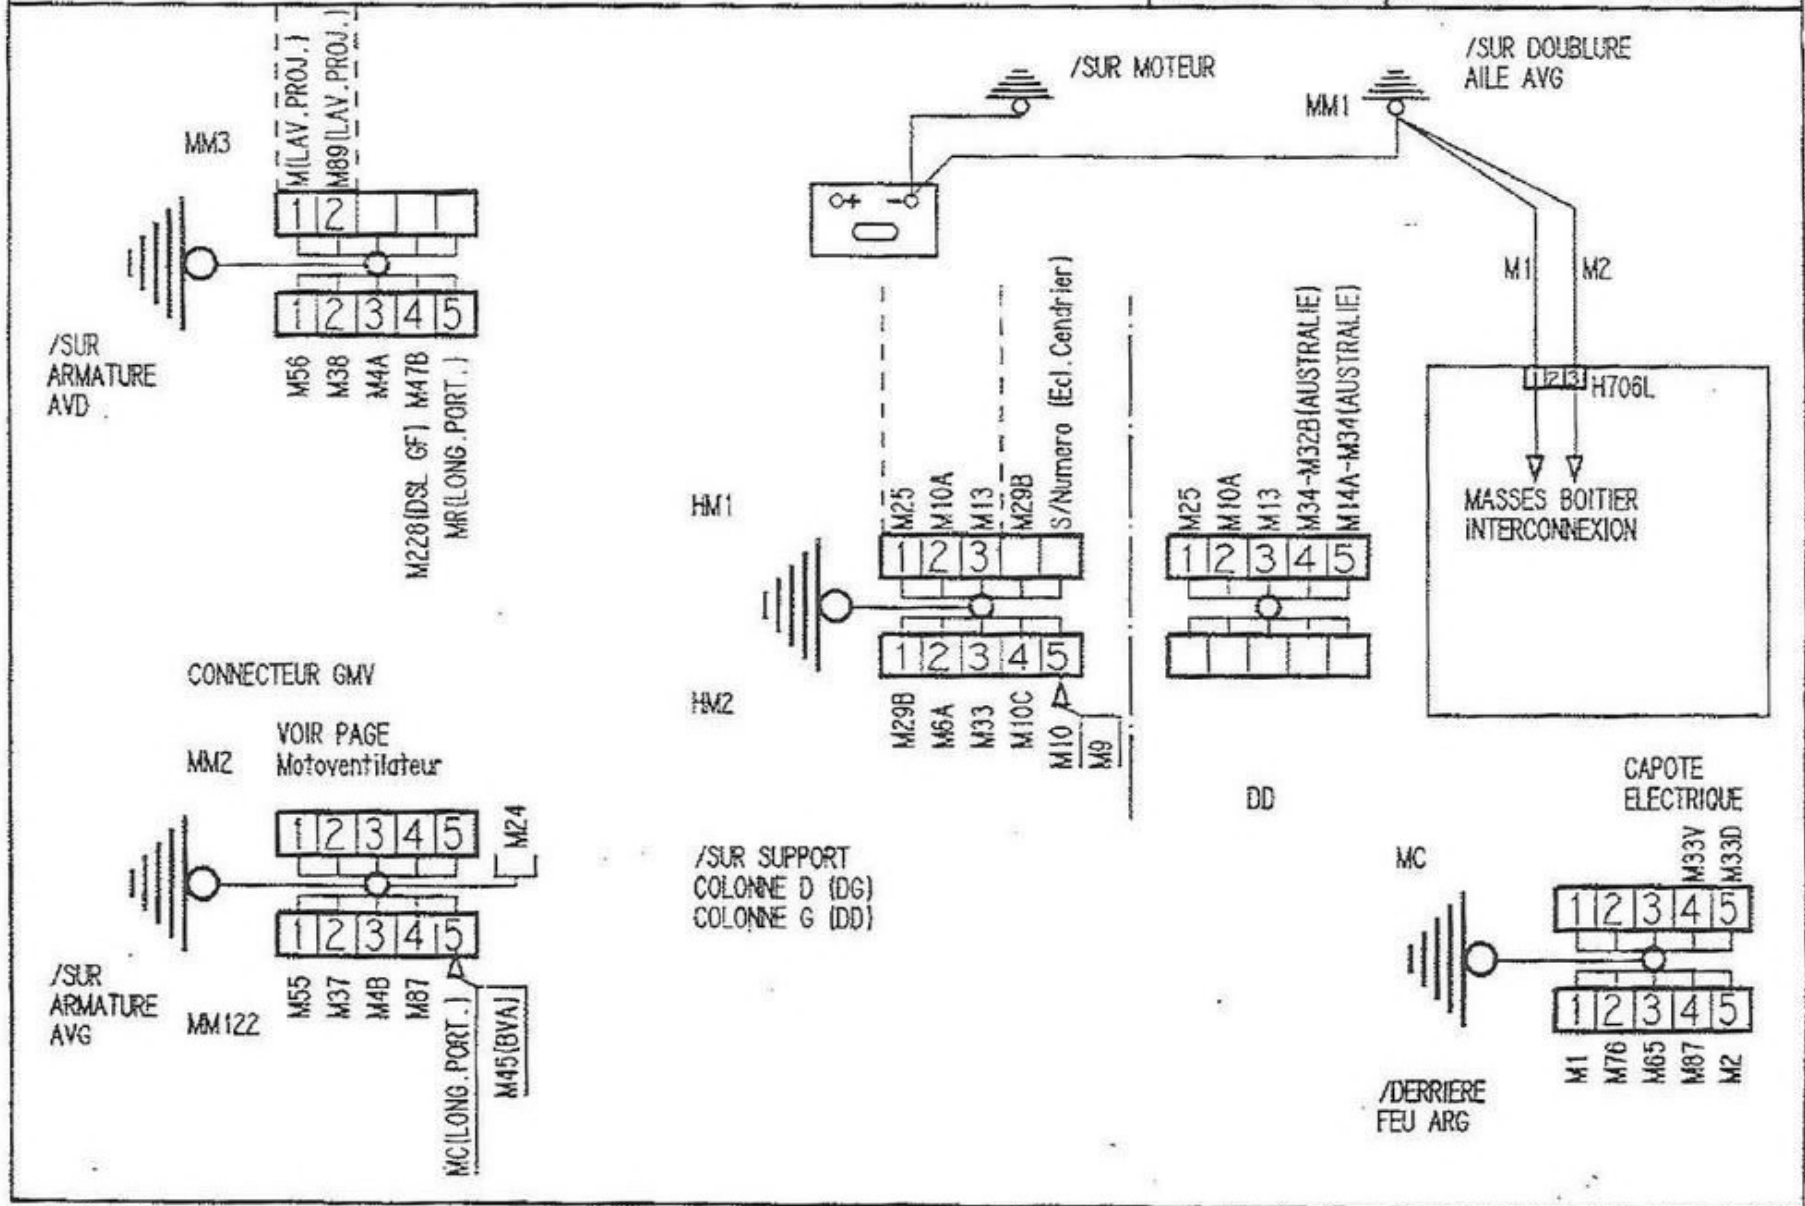 M(LAV.PROJ.)
M89(LAV.PROJ.)
MM3
1 2
1 2 3 4 5
M56
M38
M4A
M228(DSL GF) M47B
MR(LONG.PORT.)
/SUR
ARMATURE
AVD
/SUR MOTEUR
MM1
/SUR DOUBLURE
AILE AVG
+ -
M1
M2
1 2 3 H706L
MASSES BOITIER
INTERCONNEXION
HM1
M25
M10A
M13
M29B
S/Numero (Ecl.Cendrier)
1 2 3
1 2 3 4 5
HM2
M29B
M6A
M33
M10C
M10
M9
M25
M10A
M13
M34-M32B(AUSTRALIE)
M14A-M34(AUSTRALIE)
1 2 3 4 5
DD
/SUR SUPPORT
COLONNE D (DG)
COLONNE G (DD)
CONNECTEUR GMV
VOIR PAGE
Motoventilateur
MM2
1 2 3 4 5
M24
1 2 3 4 5
/SUR
ARMATURE
AVG
MM122
M55
M37
M4B
M87
MC(LONG.PORT.)
M45(BVA)
CAPOTE
ELECTRIQUE
MC
M33V
M33D
1 2 3 4 5
1 2 3 4 5
M1
M76
M65
M87
M2
/DERRIERE
FEU ARG